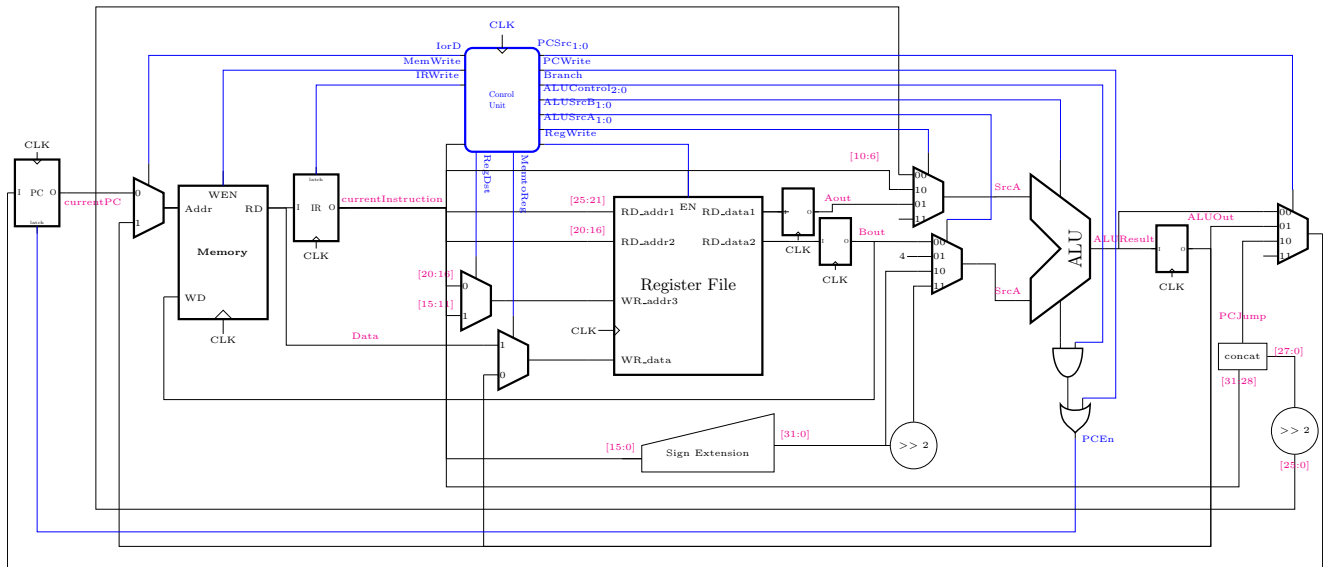 CLK
IorD
MemWrite
IRWrite
PCSrc1:0
PCWrite
Branch
ALUControl2:0
ALUSrcB1:0
ALUSrcA1:0
RegWrite
Conrol
Unit
RegDst
MemtoReg
CLK
I PC O
latch
currentPC
0
1
WEN
Addr RD
Memory
WD
CLK
latch
I IR O
CLK
currentInstruction
[25:21]
[20:16]
[20:16]
[15:11]
0
1
Data
1
0
EN
RD_addr1 RD_data1
RD_addr2 RD_data2
Register File
WR_addr3
CLK
WR_data
I O
CLK
Aout
I O
CLK
Bout
[10:6]
00
10
01
11
SrcA
4
00
01
10
11
SrcA
ALU
ALUResult
I O
CLK
ALUOut
00
01
10
11
PCJump
concat
[27:0]
[31:28]
>> 2
[25:0]
[15:0]
Sign Extension
[31:0]
>> 2
PCEn